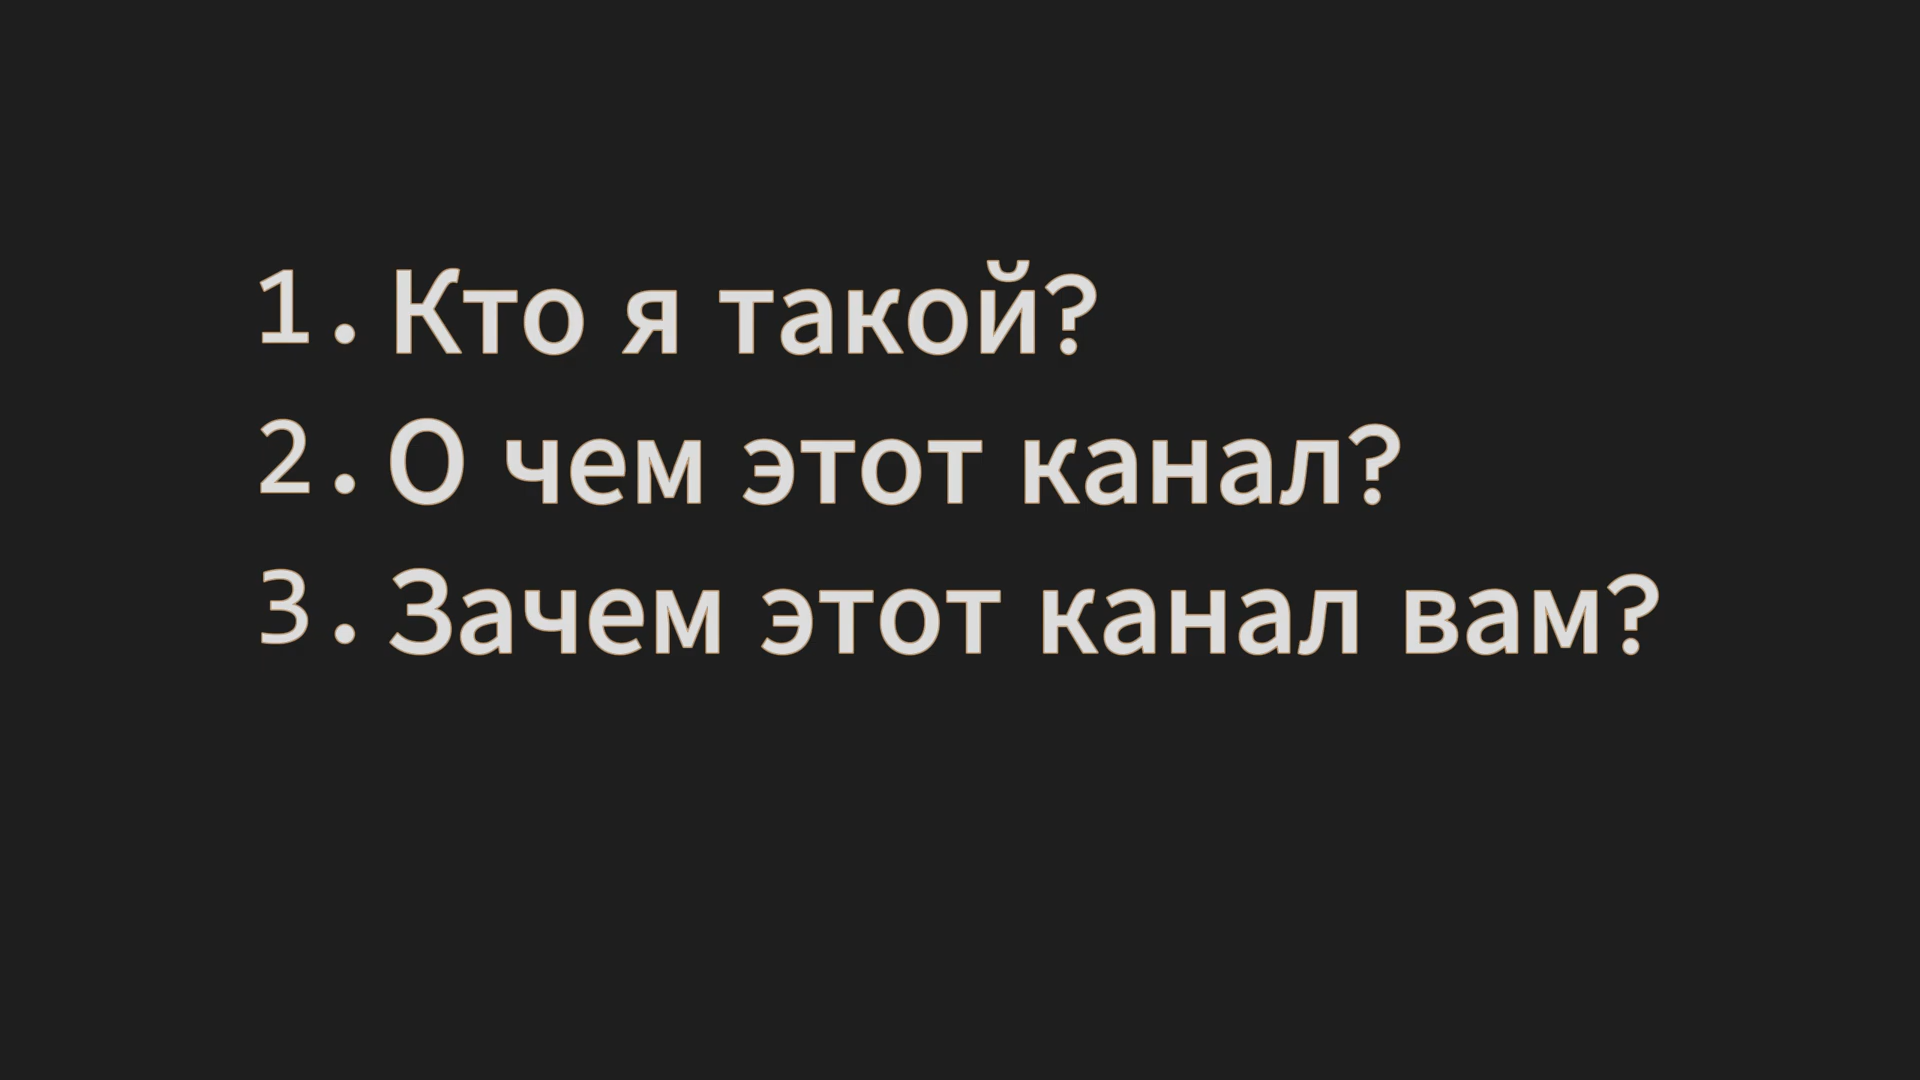 1. Кто я такой?
2. О чем этот канал?
3. Зачем этот канал вам?